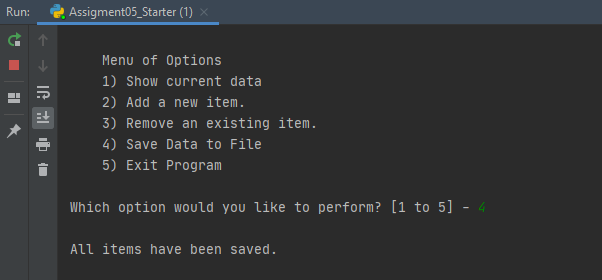 Run: Assigment05_Starter (1) ×
Menu of Options
1) Show current data
2) Add a new item.
3) Remove an existing item.
4) Save Data to File
5) Exit Program
Which option would you like to perform? [1 to 5] - 4
All items have been saved.